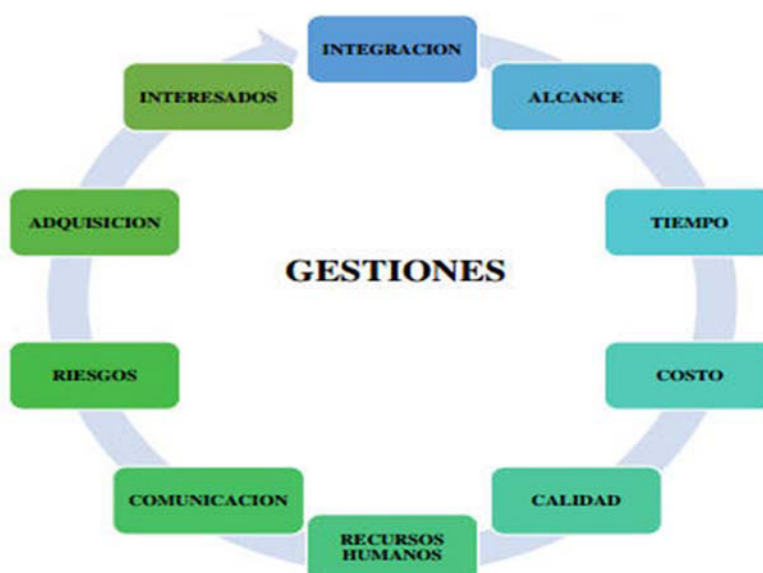 INTEGRACION
ALCANCE
TIEMPO
COSTO
CALIDAD
RECURSOS
HUMANOS
COMUNICACION
RIESGOS
ADQUISICION
INTERESADOS
GESTIONES